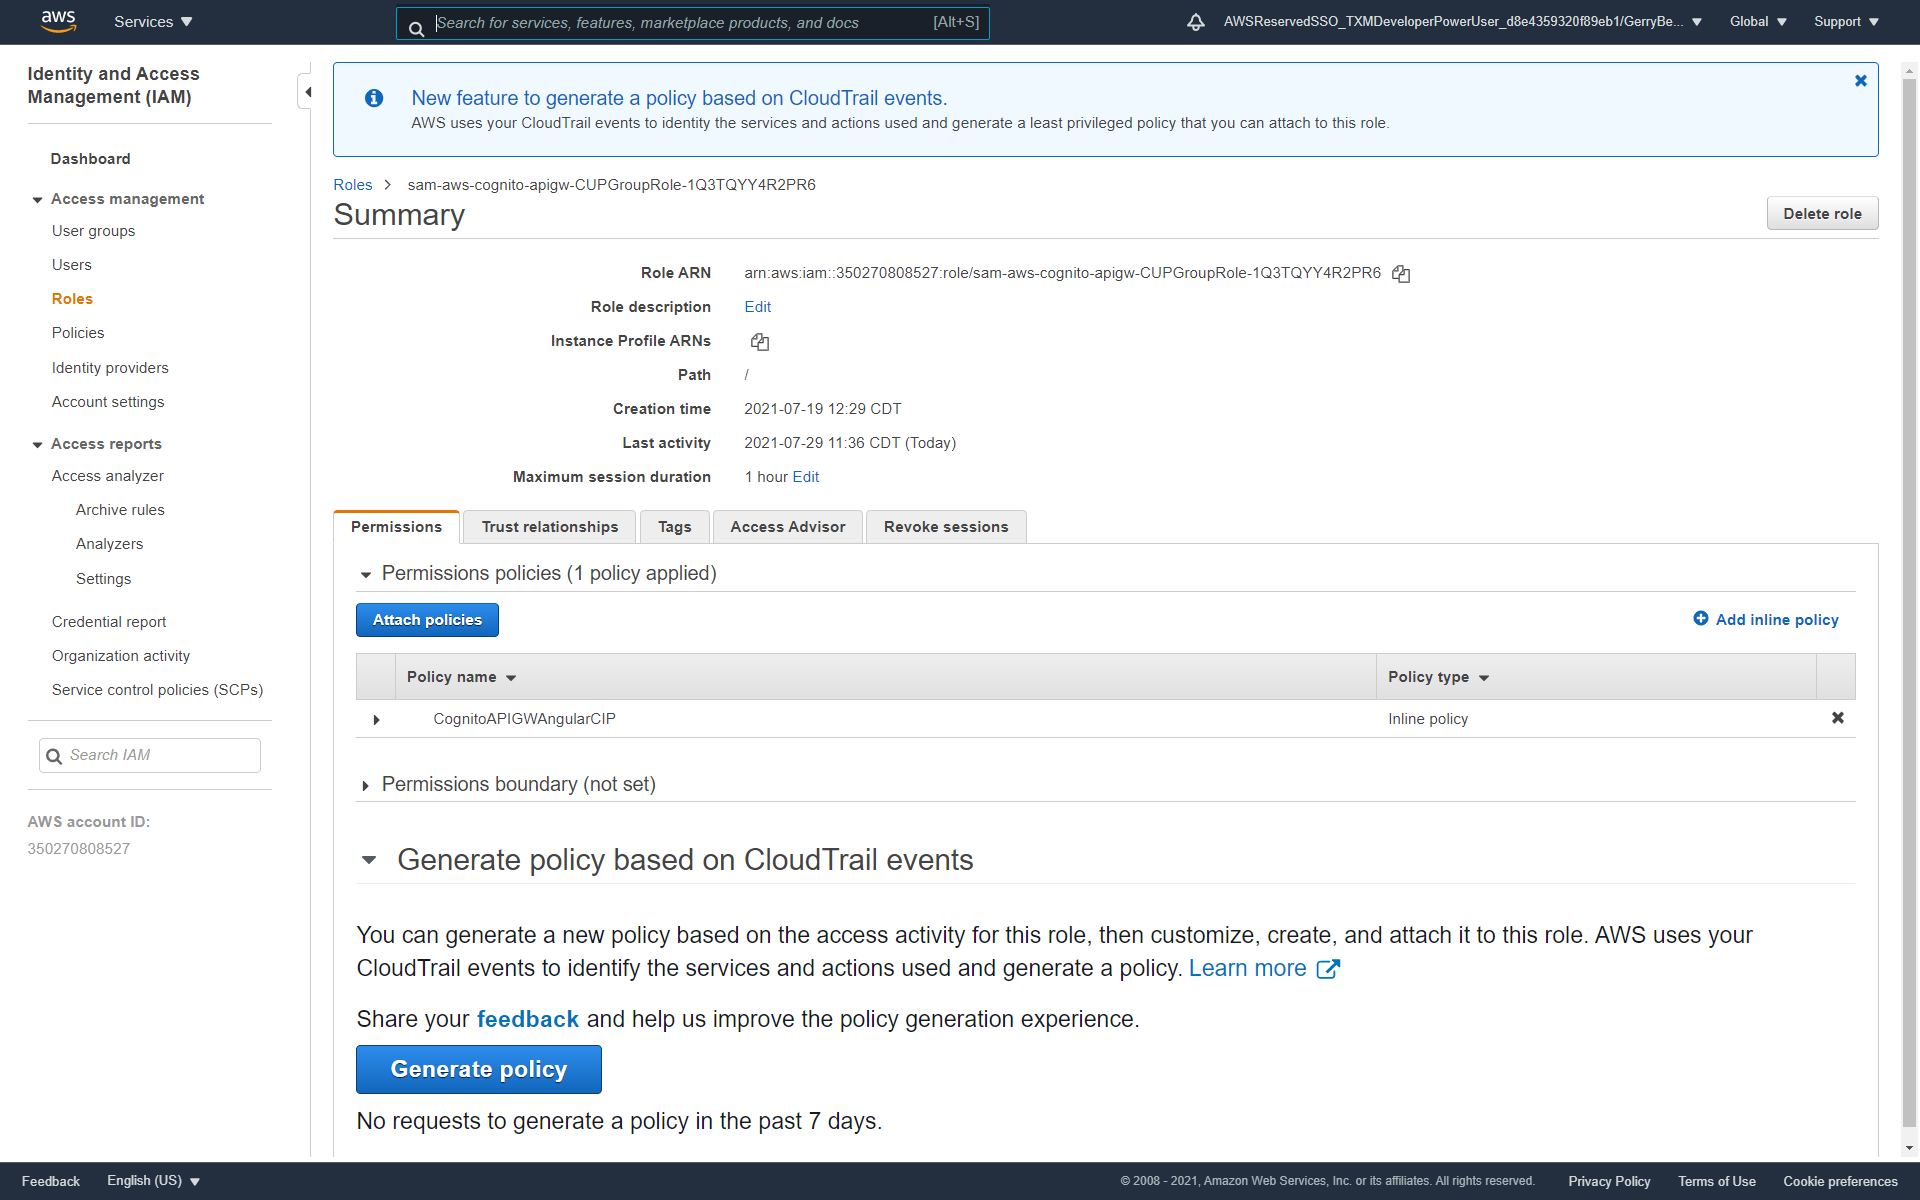 aws
Services
Search for services, features, marketplace products, and docs
[Alt+S]
AWSReservedSSO_TXMDeveloperPowerUser_d8e4359320f89eb1/GerryBe...
Global
Support
Identity and Access
Management (IAM)
Dashboard
Access management
User groups
Users
Roles
Policies
Identity providers
Account settings
Access reports
Access analyzer
Archive rules
Analyzers
Settings
Credential report
Organization activity
Service control policies (SCPs)
Search IAM
AWS account ID:
350270808527
New feature to generate a policy based on CloudTrail events.
AWS uses your CloudTrail events to identity the services and actions used and generate a least privileged policy that you can attach to this role.
Roles
sam-aws-cognito-apigw-CUPGroupRole-1Q3TQYY4R2PR6
Summary
Delete role
Role ARN
arn:aws:iam::350270808527:role/sam-aws-cognito-apigw-CUPGroupRole-1Q3TQYY4R2PR6
Role description
Edit
Instance Profile ARNs
Path
/
Creation time
2021-07-19 12:29 CDT
Last activity
2021-07-29 11:36 CDT (Today)
Maximum session duration
1 hour Edit
Permissions
Trust relationships
Tags
Access Advisor
Revoke sessions
Permissions policies (1 policy applied)
Attach policies
Add inline policy
Policy name
Policy type
CognitoAPIGWAngularCIP
Inline policy
Permissions boundary (not set)
Generate policy based on CloudTrail events
You can generate a new policy based on the access activity for this role, then customize, create, and attach it to this role. AWS uses your
CloudTrail events to identify the services and actions used and generate a policy. Learn more
Share your feedback and help us improve the policy generation experience.
Generate policy
No requests to generate a policy in the past 7 days.
Feedback
English (US)
© 2008 - 2021, Amazon Web Services, Inc. or its affiliates. All rights reserved.
Privacy Policy
Terms of Use
Cookie preferences